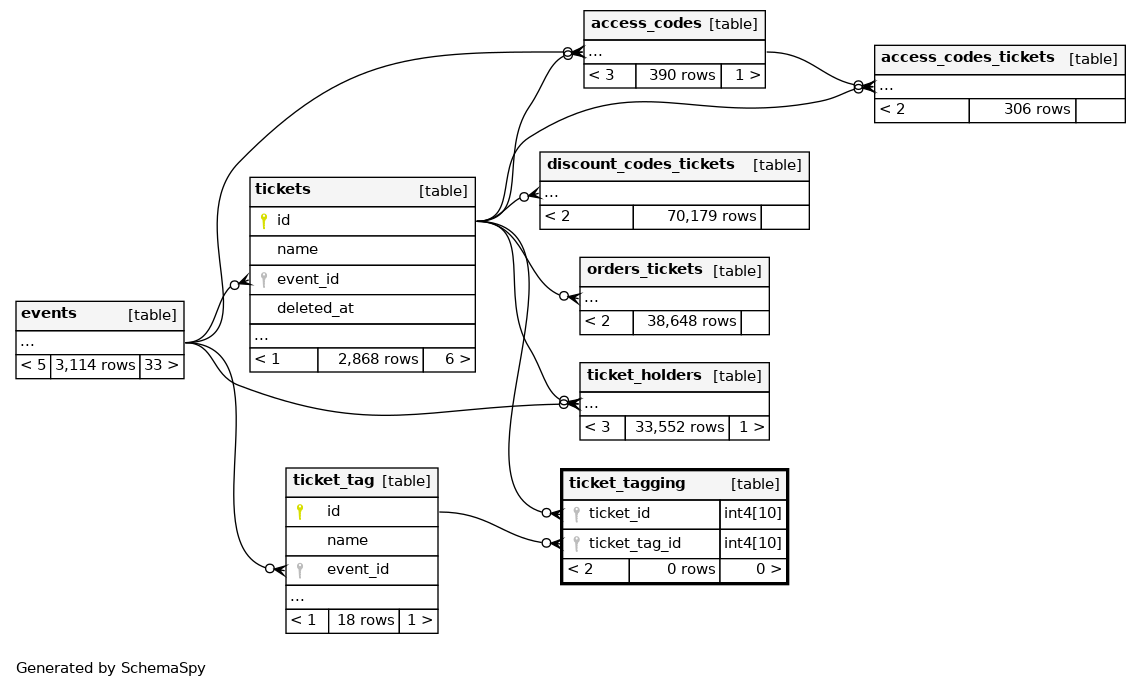 access_codes [table]
...
< 3 390 rows 1 >
access_codes_tickets [table]
...
< 2 306 rows
discount_codes_tickets [table]
...
< 2 70,179 rows
tickets [table]
id
name
event_id
deleted_at
...
< 1 2,868 rows 6 >
orders_tickets [table]
...
< 2 38,648 rows
events [table]
...
< 5 3,114 rows 33 >
ticket_holders [table]
...
< 3 33,552 rows 1 >
ticket_tag [table]
id
name
event_id
...
< 1 18 rows 1 >
ticket_tagging [table]
ticket_id int4[10]
ticket_tag_id int4[10]
< 2 0 rows 0 >
Generated by SchemaSpy